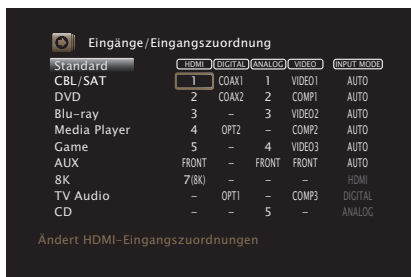 Eingänge/Eingangszuordnung
Standard HDMI DIGITAL ANALOG VIDEO INPUT MODE
CBL/SAT 1 COAX1 1 VIDEO1 AUTO
DVD 2 COAX2 2 COMP1 AUTO
Blu-ray 3 – 3 VIDEO2 AUTO
Media Player 4 OPT2 – COMP2 AUTO
Game 5 – 4 VIDEO3 AUTO
AUX FRONT – FRONT FRONT AUTO
8K 7(8K) – – – HDMI
TV Audio – OPT1 – COMP3 DIGITAL
CD – – 5 – ANALOG
Ändert HDMI-Eingangszuordnungen